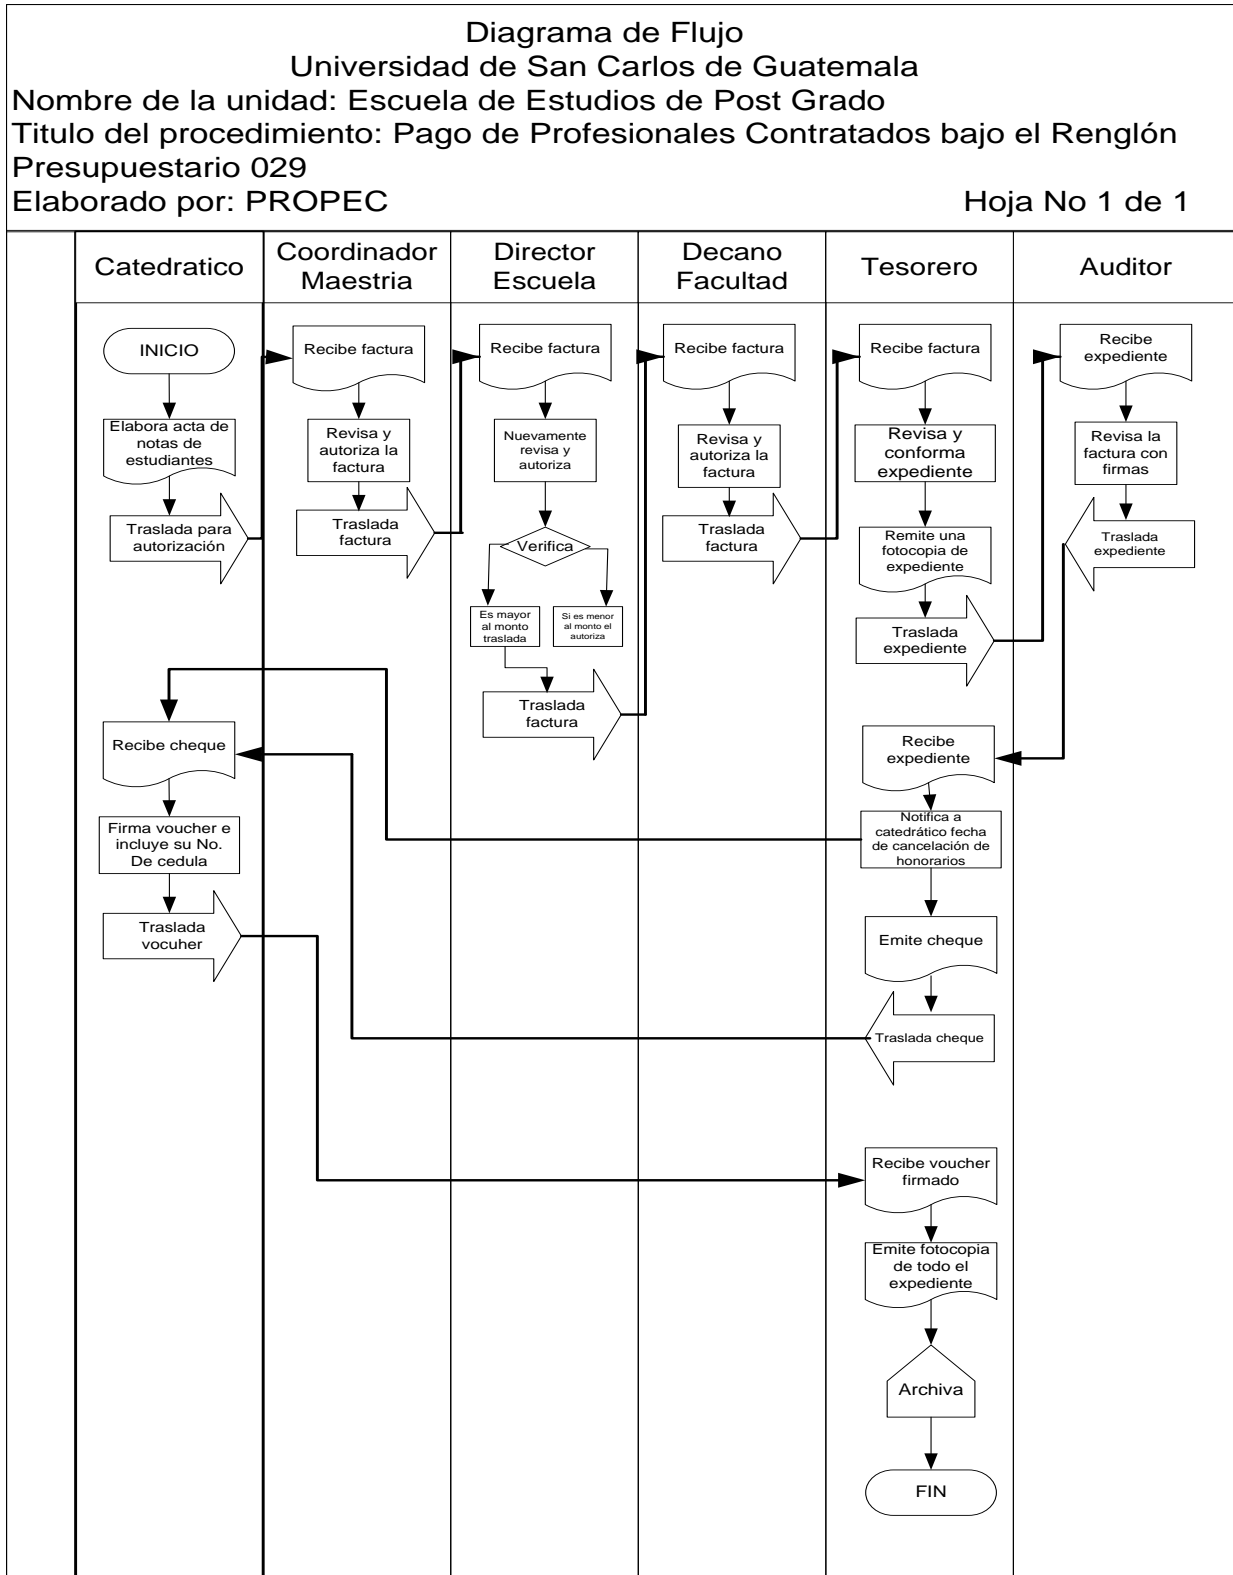 Diagrama de Flujo
Universidad de San Carlos de Guatemala
Nombre de la unidad: Escuela de Estudios de Post Grado
Titulo del procedimiento: Pago de Profesionales Contratados bajo el Renglón
Presupuestario 029
Elaborado por: PROPEC Hoja No 1 de 1
Catedratico
Coordinador
Maestria
Director
Escuela
Decano
Facultad
Tesorero
Auditor
INICIO
Elabora acta de
notas de
estudiantes
Traslada para
autorización
Recibe factura
Revisa y
autoriza la
factura
Traslada
factura
Recibe factura
Nuevamente
revisa y
autoriza
Verifica
Es mayor
al monto
traslada
Si es menor
al monto el
autoriza
Traslada
factura
Recibe factura
Revisa y
autoriza la
factura
Traslada
factura
Recibe factura
Revisa y
conforma
expediente
Remite una
fotocopia de
expediente
Traslada
expediente
Recibe
expediente
Revisa la
factura con
firmas
Traslada
expediente
Recibe
expediente
Notifica a
catedrático fecha
de cancelación de
honorarios
Emite cheque
Traslada cheque
Recibe cheque
Firma voucher e
incluye su No.
De cedula
Traslada
vocuher
Recibe voucher
firmado
Emite fotocopia
de todo el
expediente
Archiva
FIN